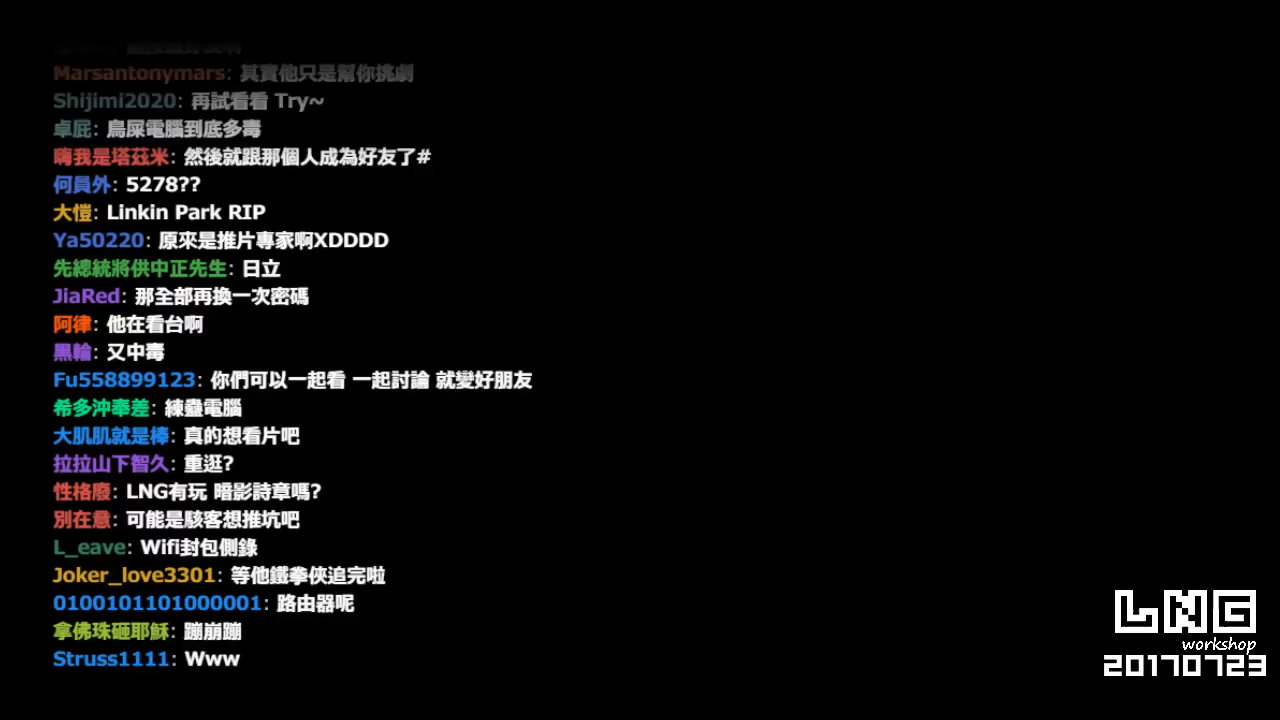 Marsantonymars: 其實他只是幫你挑劇
Shijimi2020: 再試看看 Try~
卓屁: 鳥屎電腦到底多毒
嗨我是塔茲米: 然後就跟那個人成為好友了#
何員外: 5278??
大愷: Linkin Park RIP
Ya50220: 原來是推片專家啊XDDDD
先總統將供中正先生: 日立
JiaRed: 那全部再換一次密碼
阿律: 他在看台啊
黑輪: 又中毒
Fu558899123: 你們可以一起看 一起討論 就變好朋友
希多沖奉差: 練蠱電腦
大肌肌就是棒: 真的想看片吧
拉拉山下智久: 重逛?
性格廢: LNG有玩 暗影詩章嗎?
別在意: 可能是駭客想推坑吧
L_eave: Wifi封包側錄
Joker_love3301: 等他鐵拳俠追完啦
0100101101000001: 路由器呢
拿佛珠砸耶穌: 蹦崩蹦
Struss1111: Www
LNG
workshop
20170723